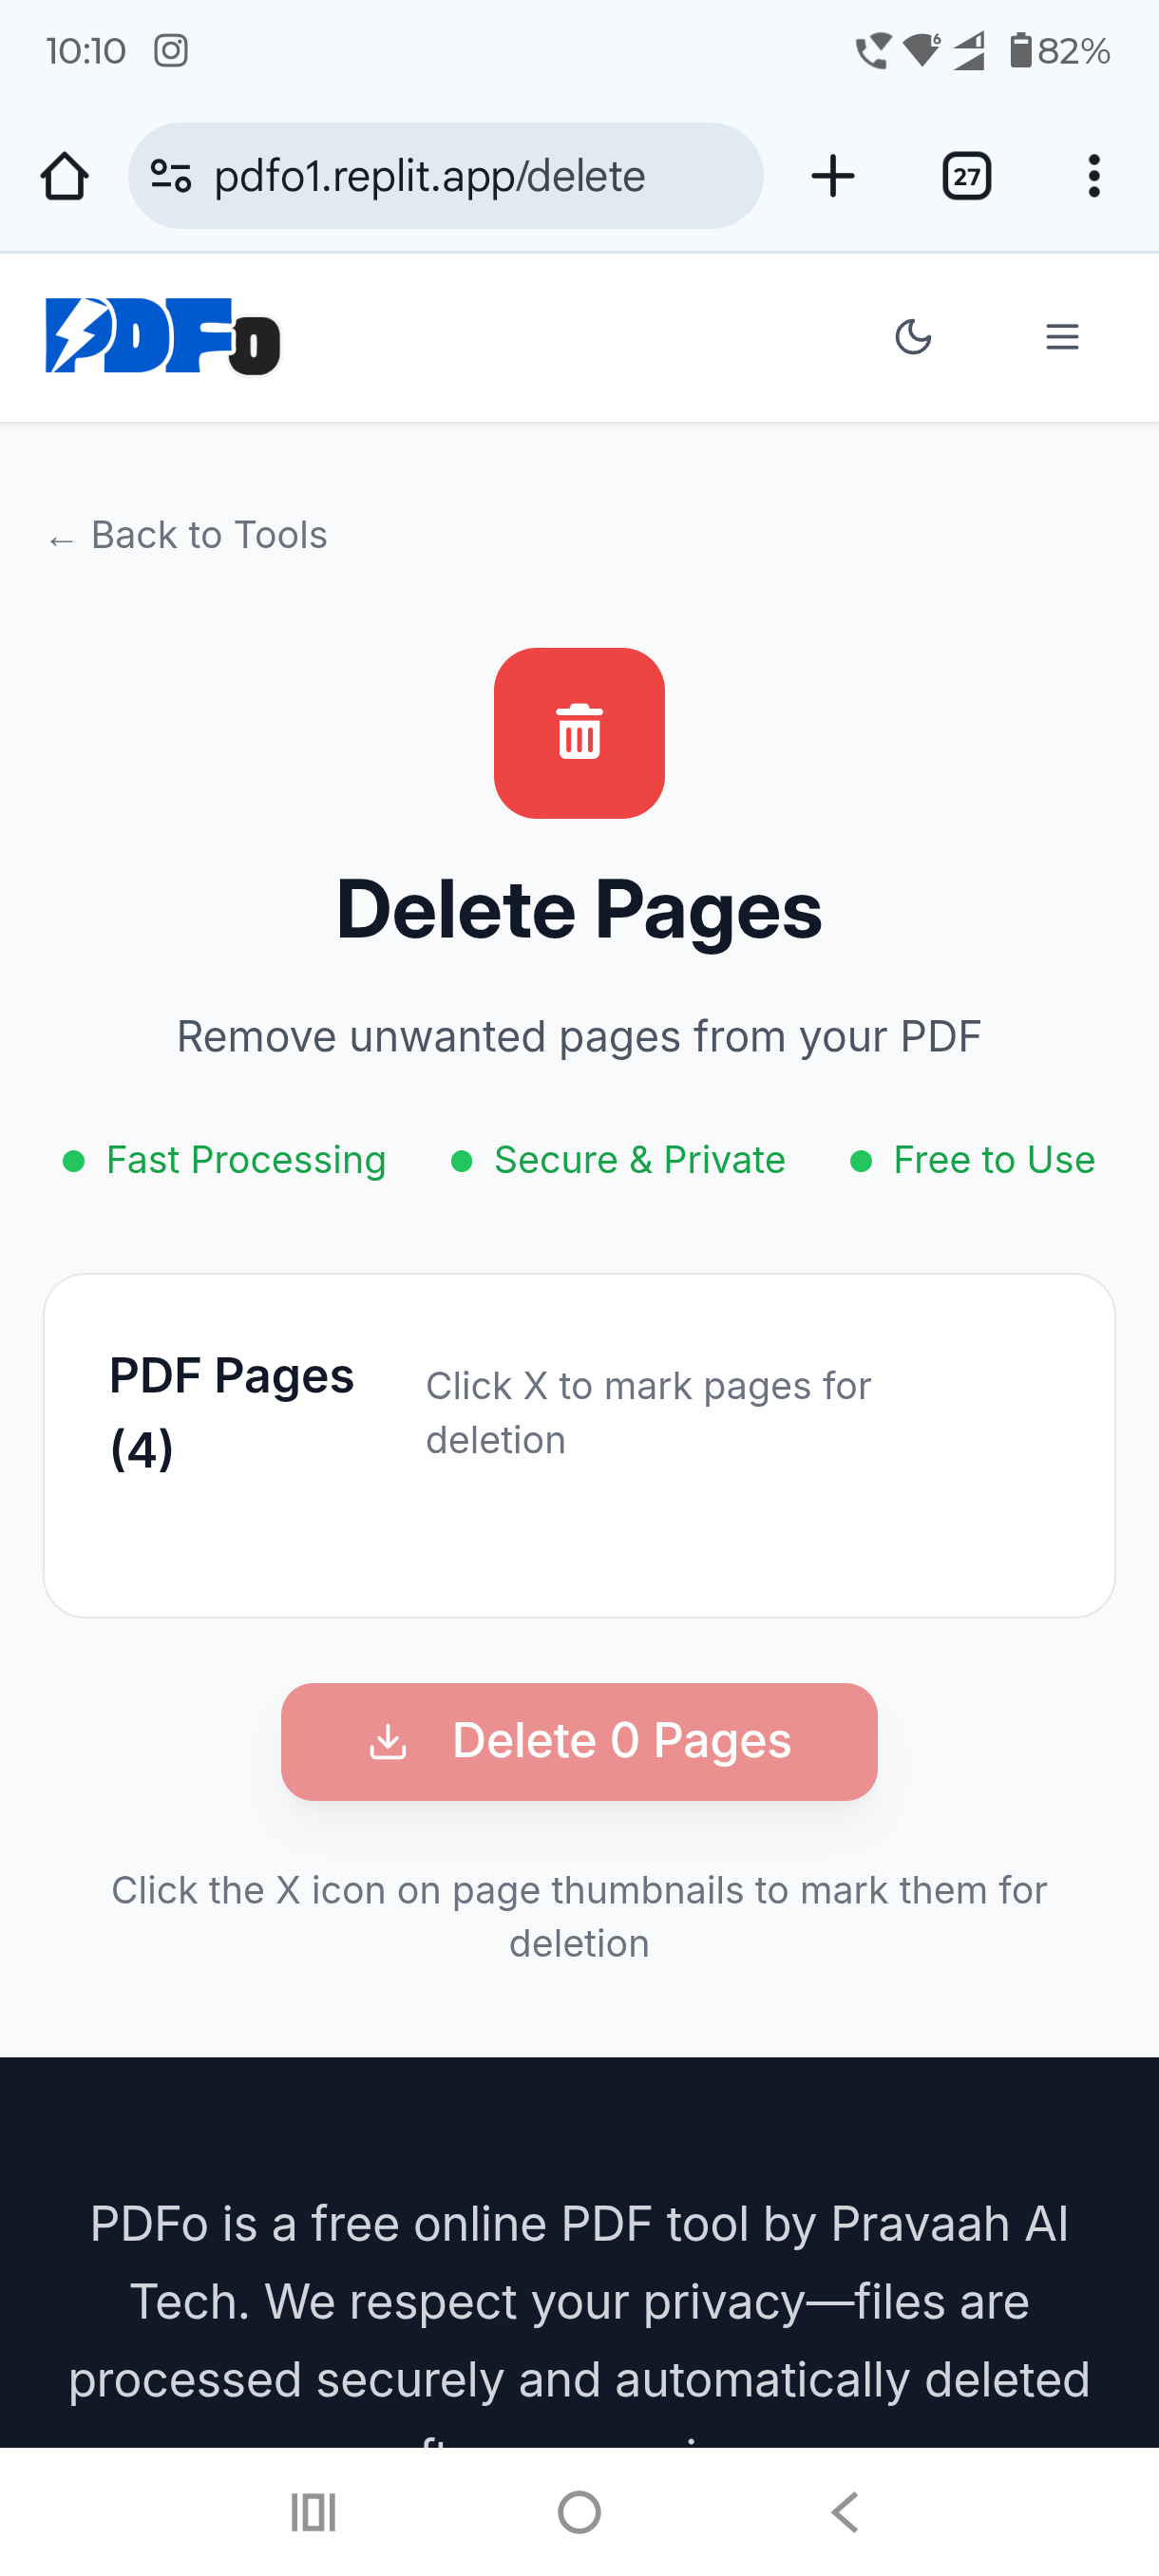 10:10
6
82%
pdfo1.replit.app/delete
27
PDFo
← Back to Tools
Delete Pages
Remove unwanted pages from your PDF
Fast Processing
Secure & Private
Free to Use
PDF Pages
(4)
Click X to mark pages for
deletion
Delete 0 Pages
Click the X icon on page thumbnails to mark them for
deletion
PDFo is a free online PDF tool by Pravaah AI
Tech. We respect your privacy—files are
processed securely and automatically deleted